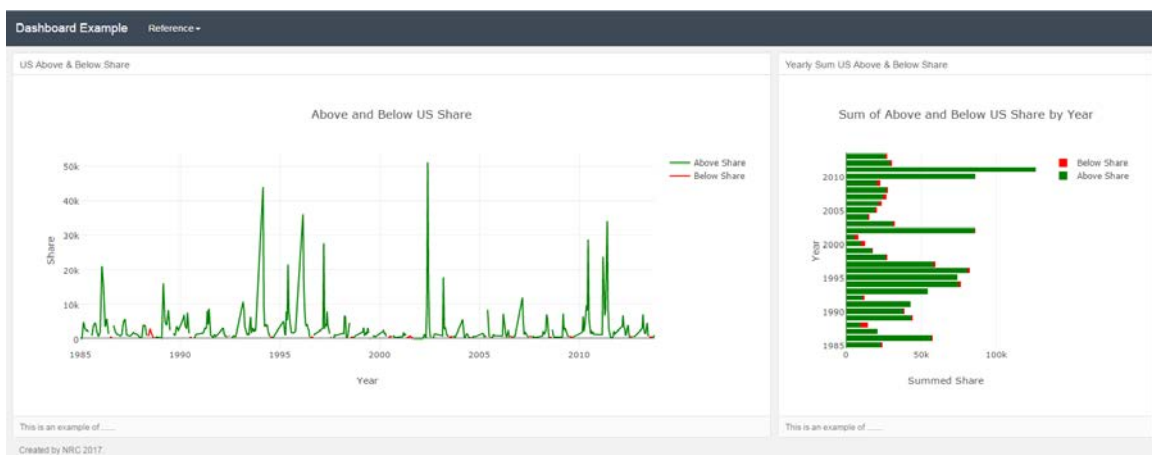 Dashboard Example Reference
US Above & Below Share
Above and Below US Share
Share
50k
40k
30k
20k
10k
0
1985 1990 1995 2000 2005 2010
Year
Above Share
Below Share
This is an example of ......
Yearly Sum US Above & Below Share
Sum of Above and Below US Share by Year
Year
2010
2005
2000
1995
1990
1985
0 50k 100k
Summed Share
Below Share
Above Share
This is an example of ......
Created by NRC 2017